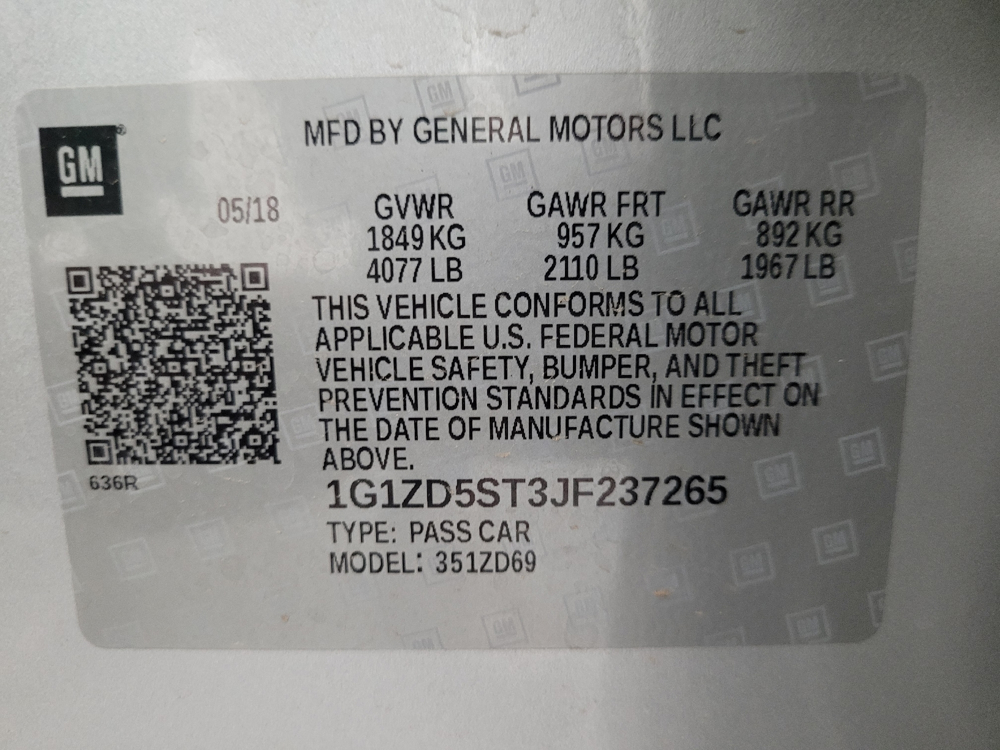 GM
MFD BY GENERAL MOTORS LLC
05/18
GVWR GAWR FRT GAWR RR
1849 KG 957 KG 892 KG
4077 LB 2110 LB 1967 LB
THIS VEHICLE CONFORMS TO ALL
APPLICABLE U.S. FEDERAL MOTOR
VEHICLE SAFETY, BUMPER, AND THEFT
PREVENTION STANDARDS IN EFFECT ON
THE DATE OF MANUFACTURE SHOWN
ABOVE.
636R
1G1ZD5ST3JF237265
TYPE: PASS CAR
MODEL: 351ZD69